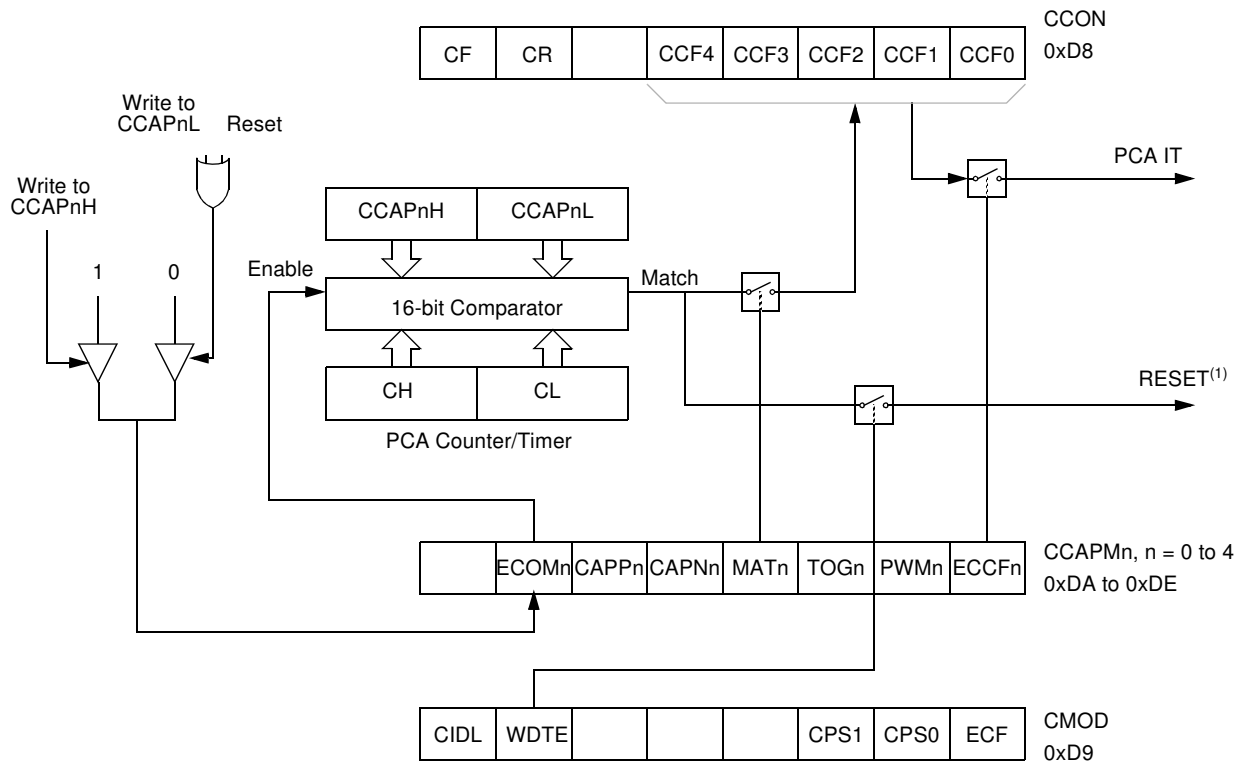 CCON
0xD8
CF CR CCF4 CCF3 CCF2 CCF1 CCF0
Write to
CCAPnL
Reset
Write to
CCAPnH
PCA IT
CCAPnH CCAPnL
1
0
Enable
16-bit Comparator
Match
CH CL
PCA Counter/Timer
RESET(1)
ECOMn CAPPn CAPNn MATn TOGn PWMn ECCFn
CCAPMn, n = 0 to 4
0xDA to 0xDE
CIDL WDTE CPS1 CPS0 ECF
CMOD
0xD9